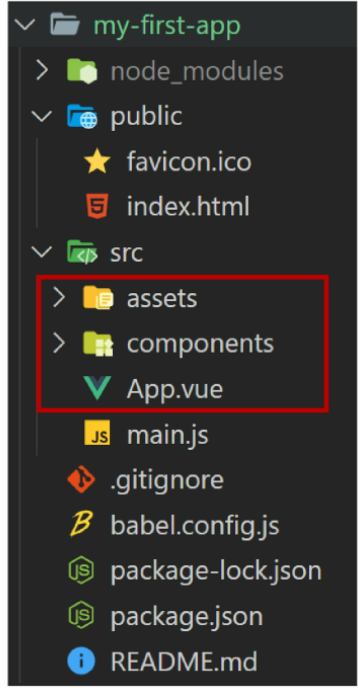 my-first-app
node_modules
public
favicon.ico
index.html
src
assets
components
App.vue
JS main.js
.gitignore
babel.config.js
package-lock.json
package.json
README.md